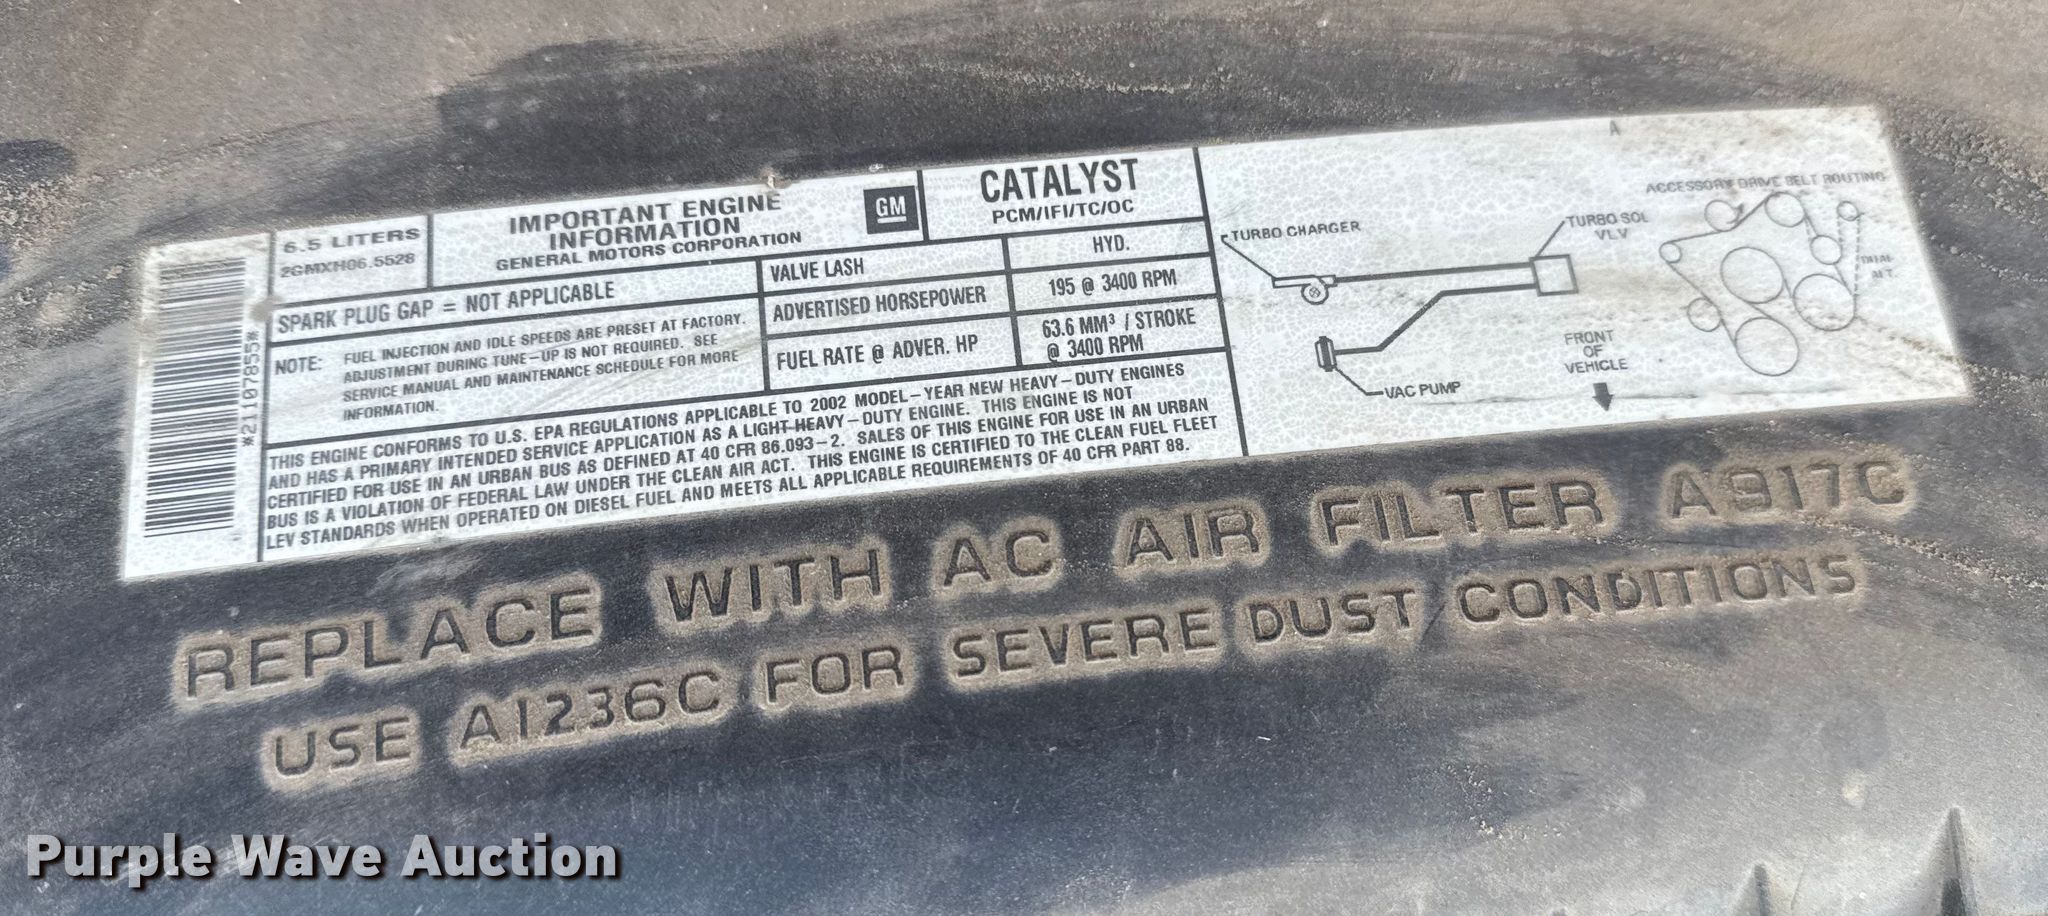 *21107855*
6.5 LITERS
2GMXH06.5528
IMPORTANT ENGINE
INFORMATION
GENERAL MOTORS CORPORATION
GM
CATALYST
PCM/IFI/TC/OC
SPARK PLUG GAP = NOT APPLICABLE
NOTE: FUEL INJECTION AND IDLE SPEEDS ARE PRESET AT FACTORY.
ADJUSTMENT DURING TUNE-UP IS NOT REQUIRED. SEE
SERVICE MANUAL AND MAINTENANCE SCHEDULE FOR MORE
INFORMATION.
VALVE LASH HYD.
ADVERTISED HORSEPOWER 195 @ 3400 RPM
FUEL RATE @ ADVER. HP 63.6 MM³ / STROKE
@ 3400 RPM
THIS ENGINE CONFORMS TO U.S. EPA REGULATIONS APPLICABLE TO 2002 MODEL-YEAR NEW HEAVY-DUTY ENGINES
AND HAS A PRIMARY INTENDED SERVICE APPLICATION AS A LIGHT-HEAVY-DUTY ENGINE. THIS ENGINE IS NOT
CERTIFIED FOR USE IN AN URBAN BUS AS DEFINED AT 40 CFR 86.093-2. SALES OF THIS ENGINE FOR USE IN AN URBAN
BUS IS A VIOLATION OF FEDERAL LAW UNDER THE CLEAN AIR ACT. THIS ENGINE IS CERTIFIED TO THE CLEAN FUEL FLEET
LEV STANDARDS WHEN OPERATED ON DIESEL FUEL AND MEETS ALL APPLICABLE REQUIREMENTS OF 40 CFR PART 88.
A
TURBO CHARGER
TURBO SOL
VLV
VAC PUMP
FRONT
OF
VEHICLE
ACCESSORY DRIVE BELT ROUTING
ALT.
REPLACE WITH AC AIR FILTER A917C
USE A1236C FOR SEVERE DUST CONDITIONS
Purple Wave Auction